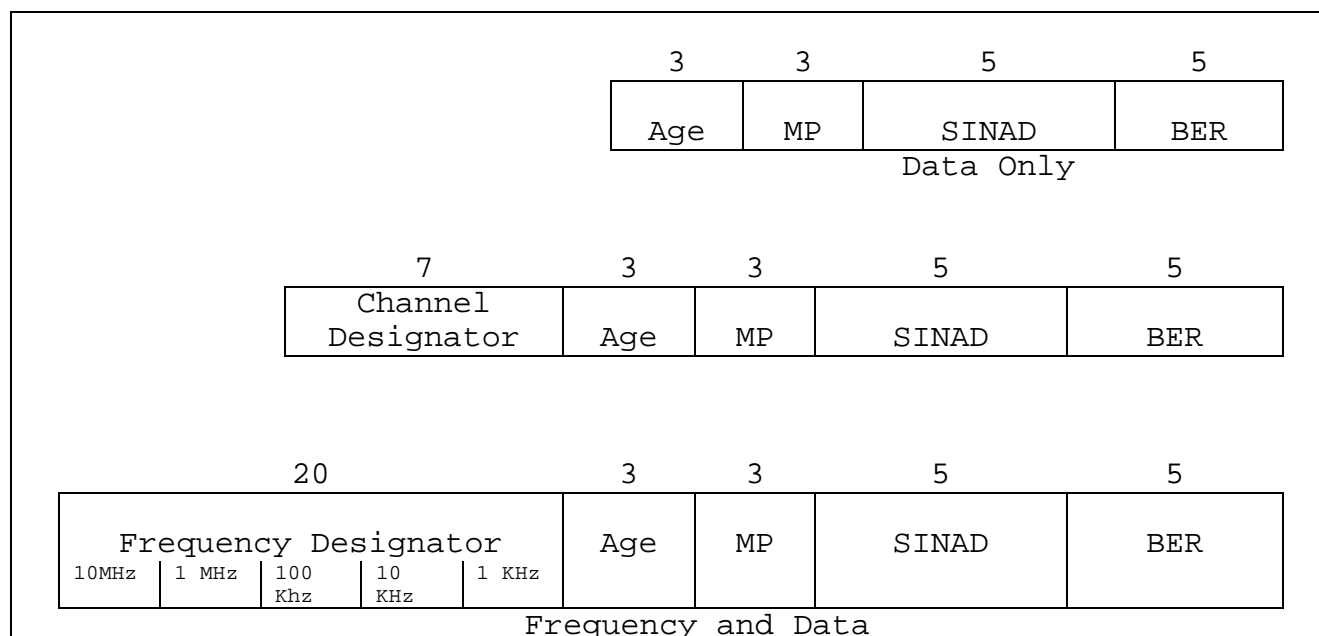 3 3 5 5
Age MP SINAD BER
Data Only
7 3 3 5 5
Channel
Designator Age MP SINAD BER
20 3 3 5 5
Frequency Designator Age MP SINAD BER
10MHz 1 MHz 100 10 1 KHz
Khz KHz
Frequency and Data